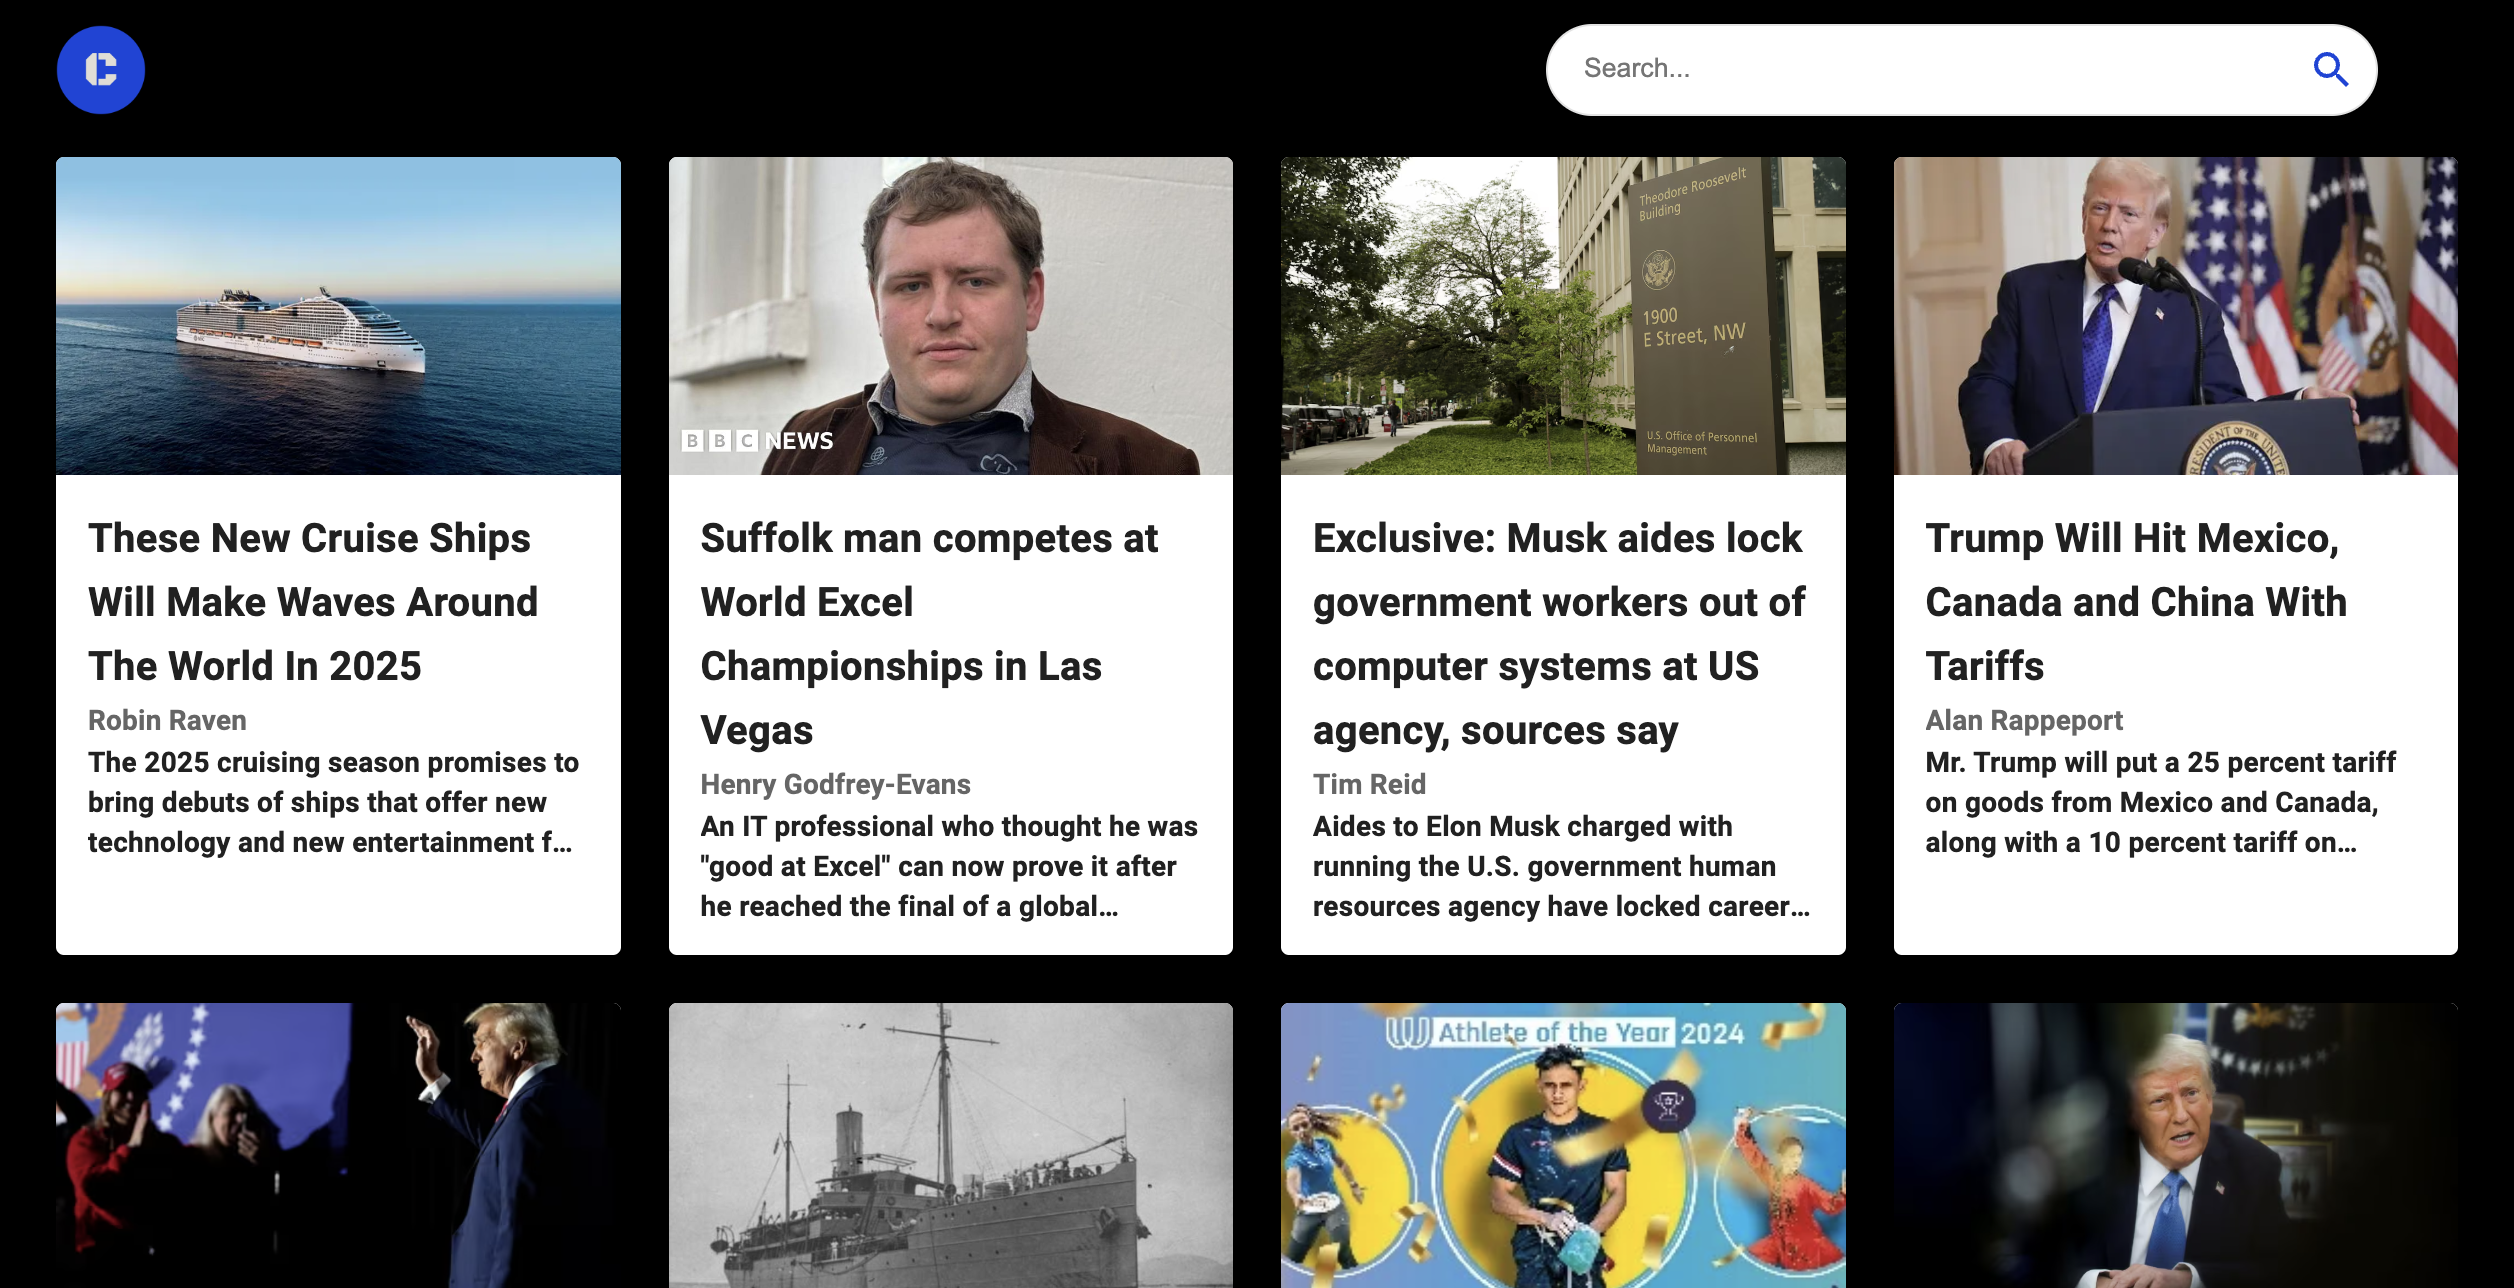 C
Search...
Theodore Roosevelt
Building
1900
E Street, NW
U.S. Office of Personnel
Management
BBC NEWS
PRESIDENT OF THE UNITED
These New Cruise Ships
Will Make Waves Around
The World In 2025
Robin Raven
The 2025 cruising season promises to
bring debuts of ships that offer new
technology and new entertainment f...
Suffolk man competes at
World Excel
Championships in Las
Vegas
Henry Godfrey-Evans
An IT professional who thought he was
"good at Excel" can now prove it after
he reached the final of a global...
Exclusive: Musk aides lock
government workers out of
computer systems at US
agency, sources say
Tim Reid
Aides to Elon Musk charged with
running the U.S. government human
resources agency have locked career...
Trump Will Hit Mexico,
Canada and China With
Tariffs
Alan Rappeport
Mr. Trump will put a 25 percent tariff
on goods from Mexico and Canada,
along with a 10 percent tariff on...
Athlete of the Year 2024